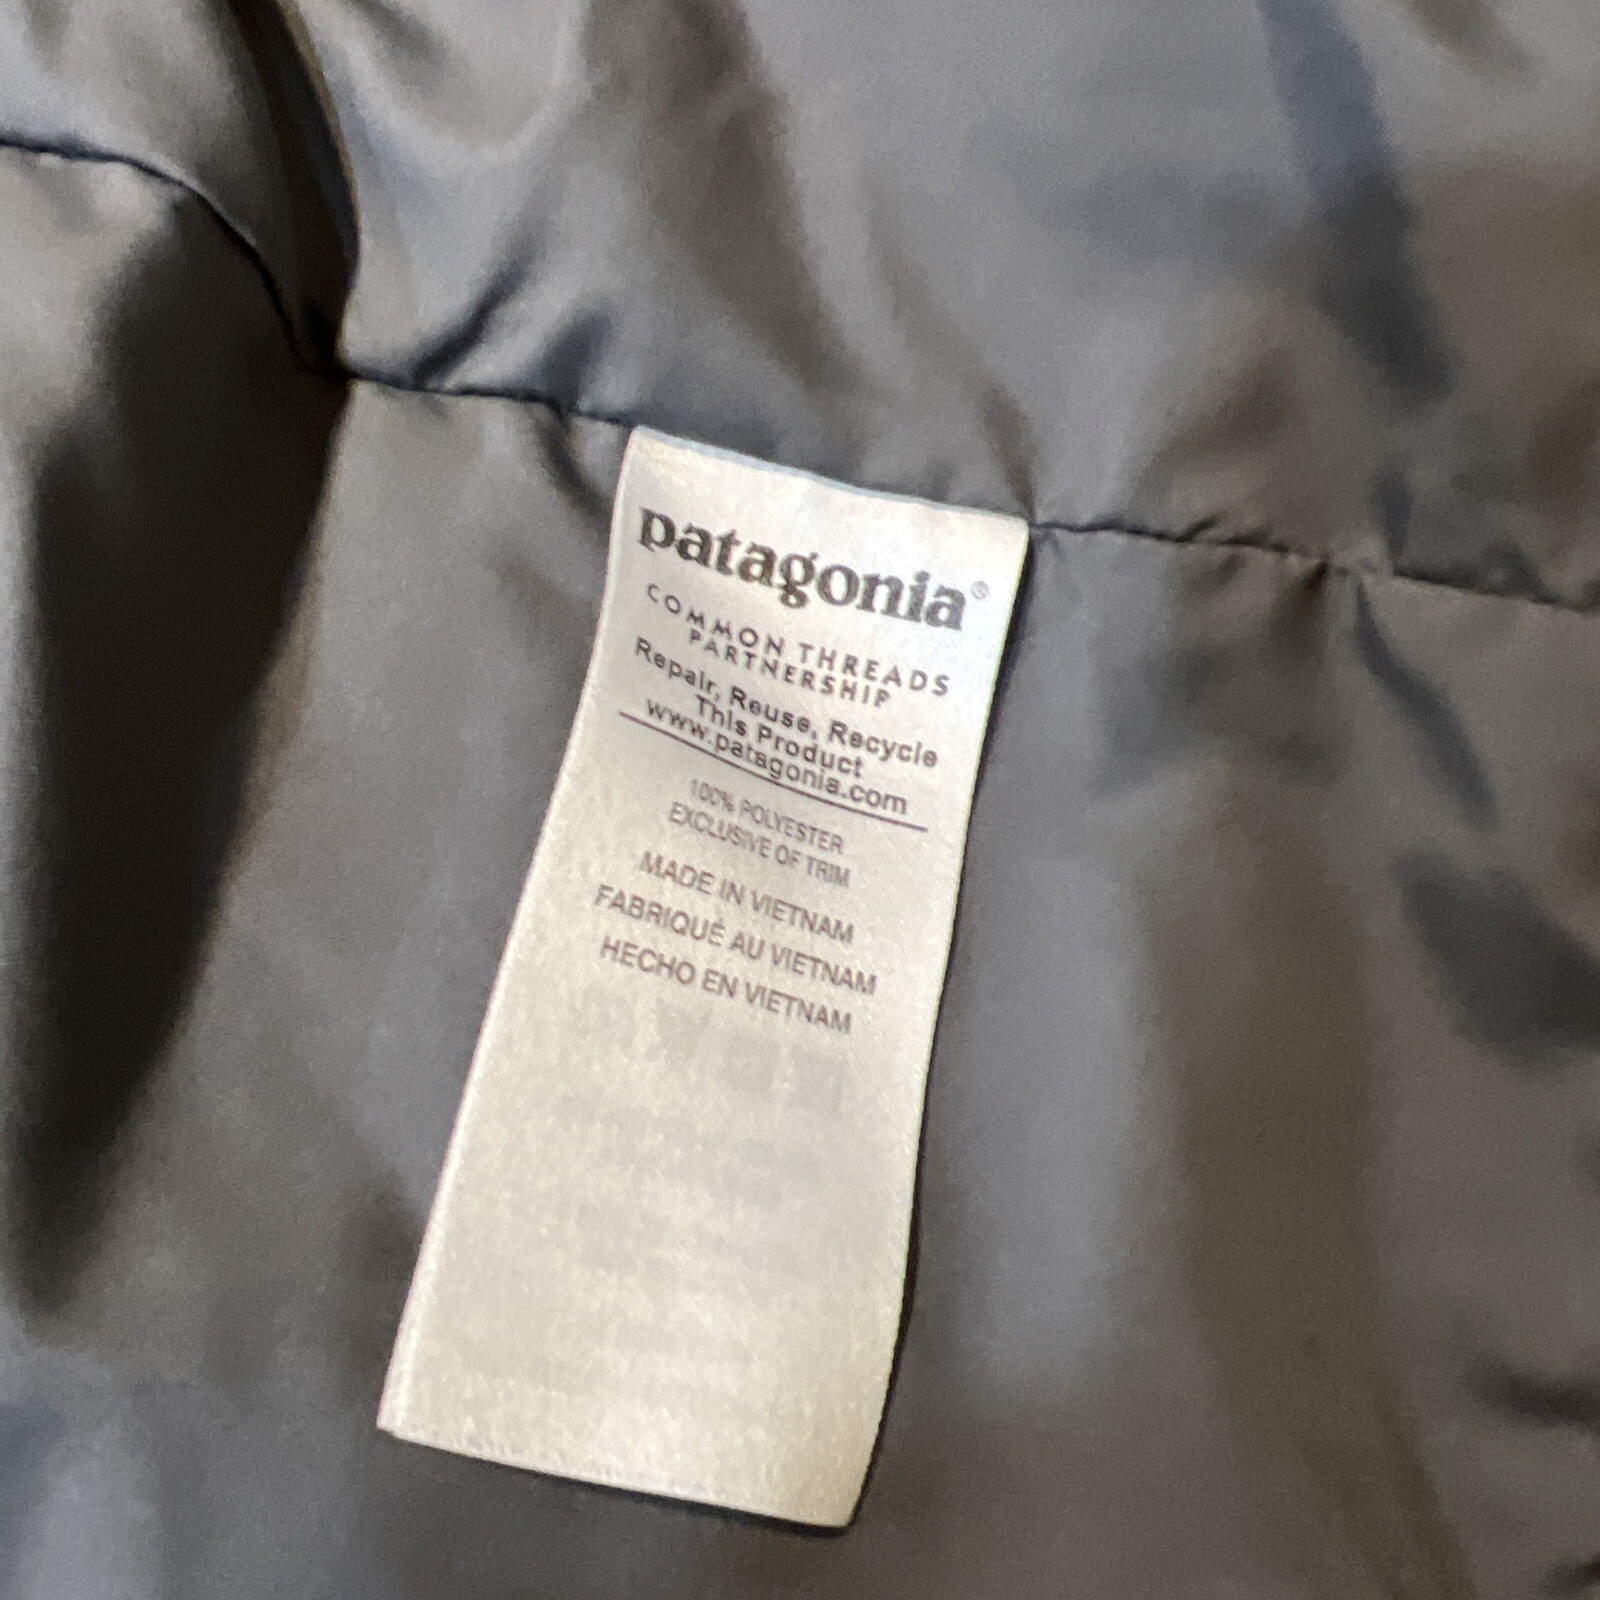 patagonia®
COMMON THREADS
PARTNERSHIP
Repair, Reuse, Recycle
This Product
www.patagonia.com
100% POLYESTER
EXCLUSIVE OF TRIM
MADE IN VIETNAM
FABRIQUÉ AU VIETNAM
HECHO EN VIETNAM